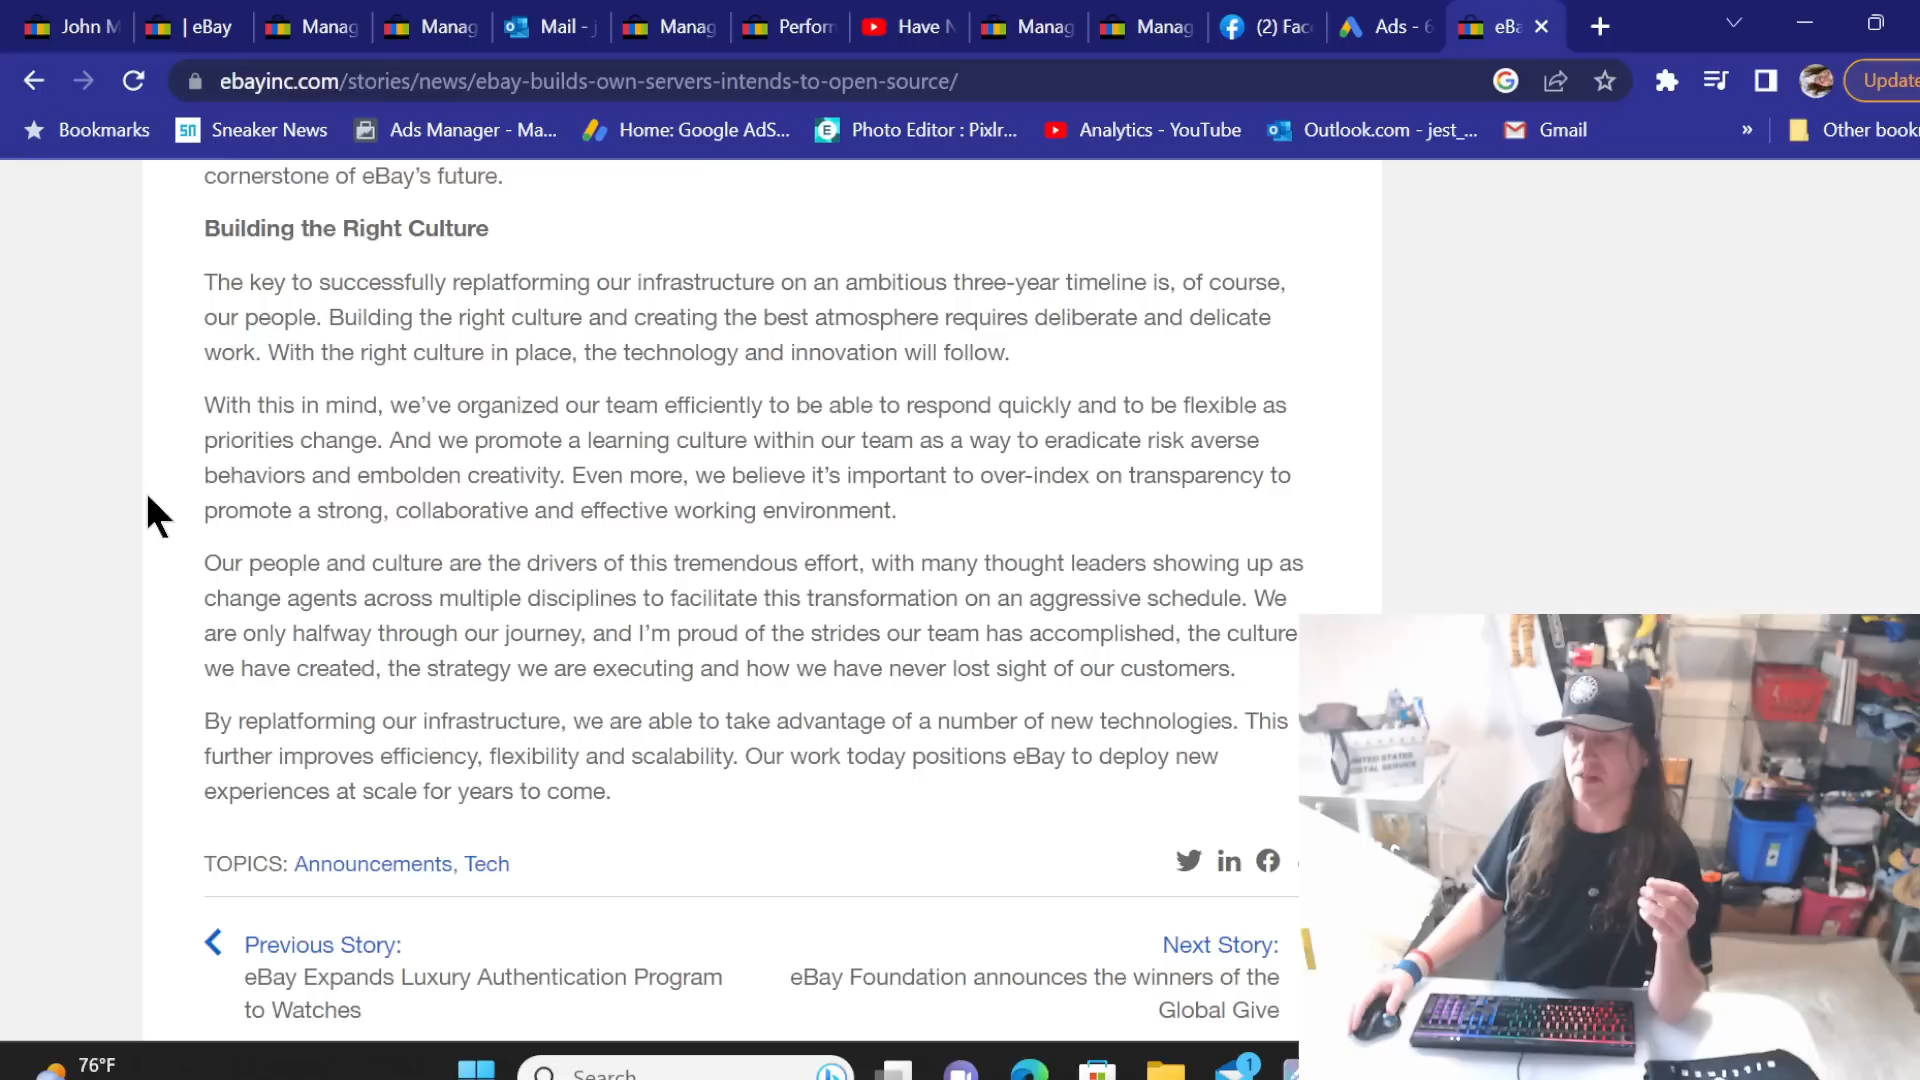 John M
| eBay
Manag
Manag
Mail - j
Manag
Perforn
Have N
Manag
Manag
(2) Fac
Ads - 6
eBa
ebayinc.com/stories/news/ebay-builds-own-servers-intends-to-open-source/
Update
Bookmarks
Sneaker News
Ads Manager - Ma...
Home: Google AdS...
Photo Editor : Pixlr...
Analytics - YouTube
Outlook.com - jest_...
Gmail
»
Other bookr
cornerstone of eBay's future.
Building the Right Culture
The key to successfully replatforming our infrastructure on an ambitious three-year timeline is, of course,
our people. Building the right culture and creating the best atmosphere requires deliberate and delicate
work. With the right culture in place, the technology and innovation will follow.
With this in mind, we've organized our team efficiently to be able to respond quickly and to be flexible as
priorities change. And we promote a learning culture within our team as a way to eradicate risk averse
behaviors and embolden creativity. Even more, we believe it's important to over-index on transparency to
promote a strong, collaborative and effective working environment.
Our people and culture are the drivers of this tremendous effort, with many thought leaders showing up as
change agents across multiple disciplines to facilitate this transformation on an aggressive schedule. We
are only halfway through our journey, and I'm proud of the strides our team has accomplished, the culture
we have created, the strategy we are executing and how we have never lost sight of our customers.
By replatforming our infrastructure, we are able to take advantage of a number of new technologies. This
further improves efficiency, flexibility and scalability. Our work today positions eBay to deploy new
experiences at scale for years to come.
TOPICS: Announcements, Tech
Previous Story:
eBay Expands Luxury Authentication Program
to Watches
Next Story:
eBay Foundation announces the winners of the
Global Give
UNITED STATES
POSTAL SERVICE
76°F
Search
1